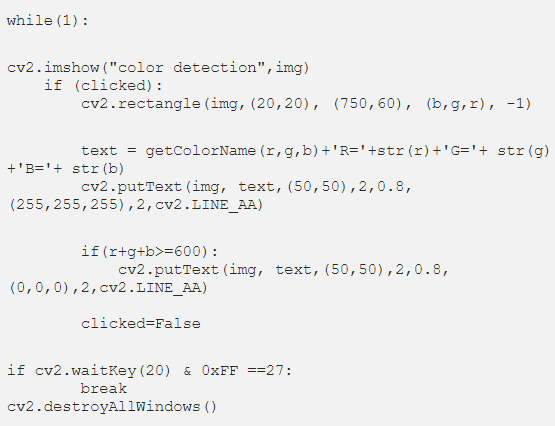 while(1):
cv2.imshow("color detection",img)
    if (clicked):
        cv2.rectangle(img,(20,20), (750,60), (b,g,r), -1)
        text = getColorName(r,g,b)+'R='+str(r)+'G='+ str(g)
+'B='+ str(b)
        cv2.putText(img, text,(50,50),2,0.8,
(255,255,255),2,cv2.LINE_AA)
        if(r+g+b>=600):
            cv2.putText(img, text,(50,50),2,0.8,
(0,0,0),2,cv2.LINE_AA)
        clicked=False
if cv2.waitKey(20) & 0xFF ==27:
        break
cv2.destroyAllWindows()